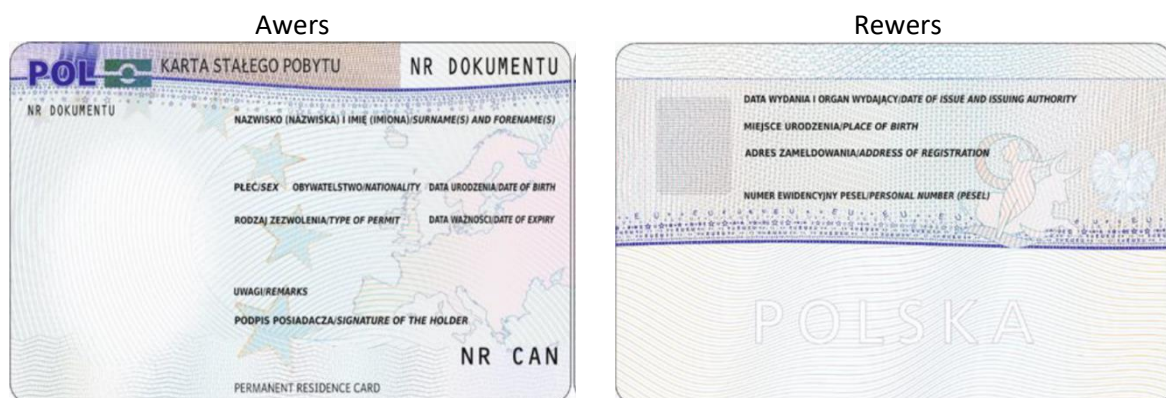 Awers
POL
KARTA STAŁEGO POBYTU
NR DOKUMENTU
NR DOKUMENTU
NAZWISKO (NAZWISKA) I IMIĘ (IMIONA)/SURNAME(S) AND FORENAME(S)
PŁEĆ/SEX OBYWATELSTWO/NATIONALITY DATA URODZENIA/DATE OF BIRTH
RODZAJ ZEZWOLENIA/TYPE OF PERMIT DATA WAŻNOŚCI/DATE OF EXPIRY
UWAGI/REMARKS
PODPIS POSIADACZA/SIGNATURE OF THE HOLDER
NR CAN
PERMANENT RESIDENCE CARD
Rewers
DATA WYDANIA I ORGAN WYDAJĄCY/DATE OF ISSUE AND ISSUING AUTHORITY
MIEJSCE URODZENIA/PLACE OF BIRTH
ADRES ZAMELDOWANIA/ADDRESS OF REGISTRATION
NUMER EWIDENCYJNY PESEL/PERSONAL NUMBER (PESEL)
POLSKA